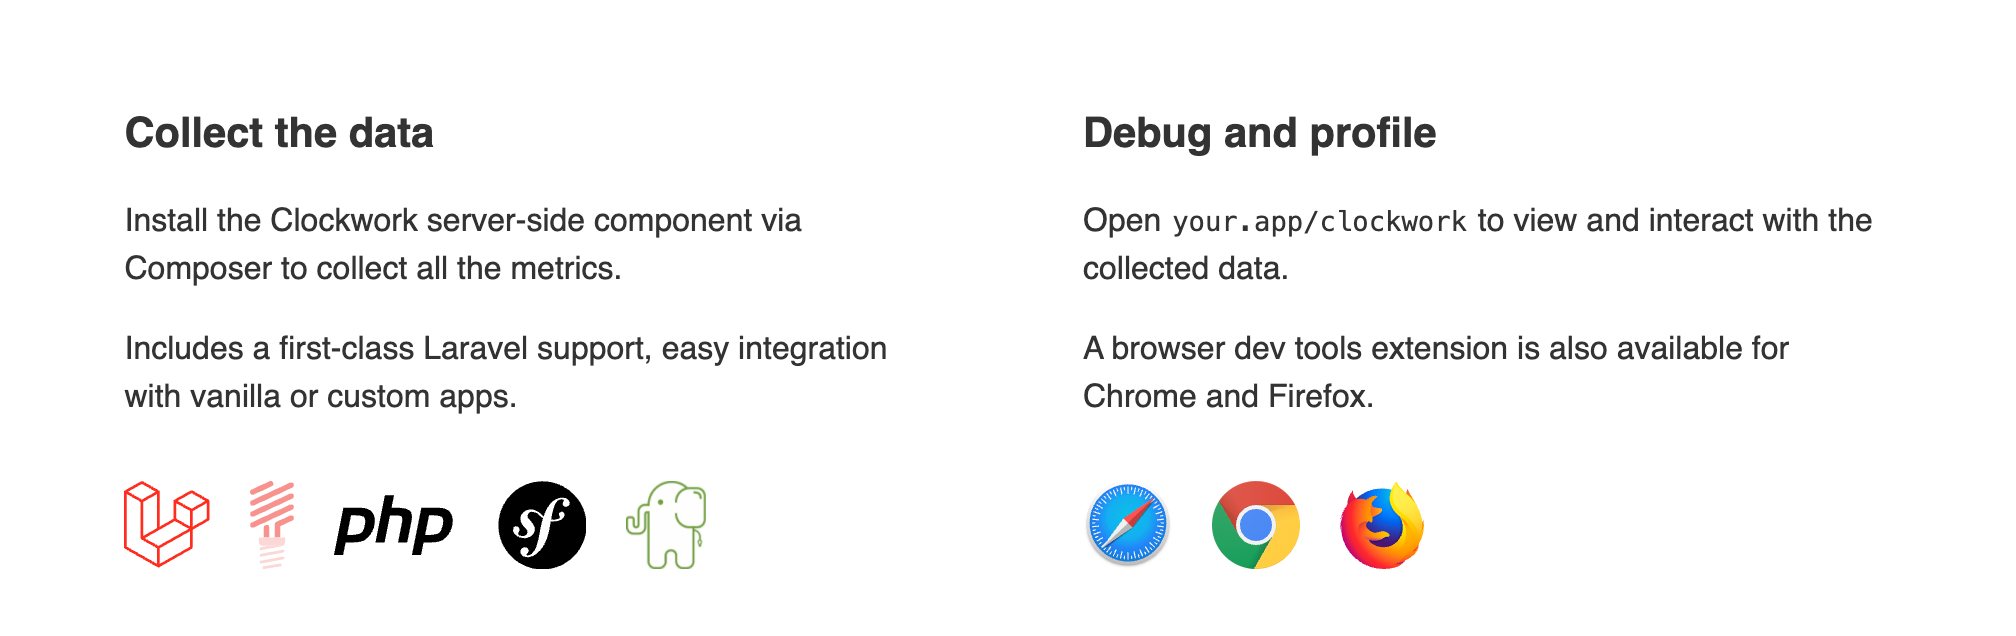 Collect the data
Install the Clockwork server-side component via
Composer to collect all the metrics.
Includes a first-class Laravel support, easy integration
with vanilla or custom apps.
php
sf
Debug and profile
Open your.app/clockwork to view and interact with the
collected data.
A browser dev tools extension is also available for
Chrome and Firefox.